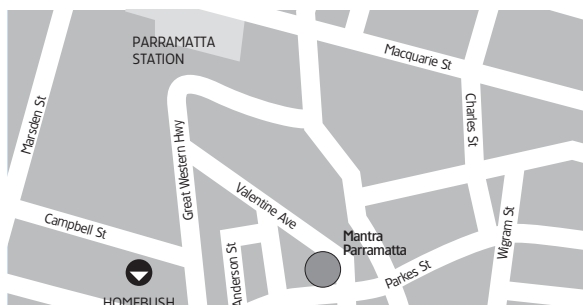 PARRAMATTA
STATION
Macquarie St
Marsden St
Charles St
Great Western Hwy
Valentine Ave
Campbell St
Wigram St
Mantra
Parramatta
Anderson St
Parkes St
HOMEBUSH